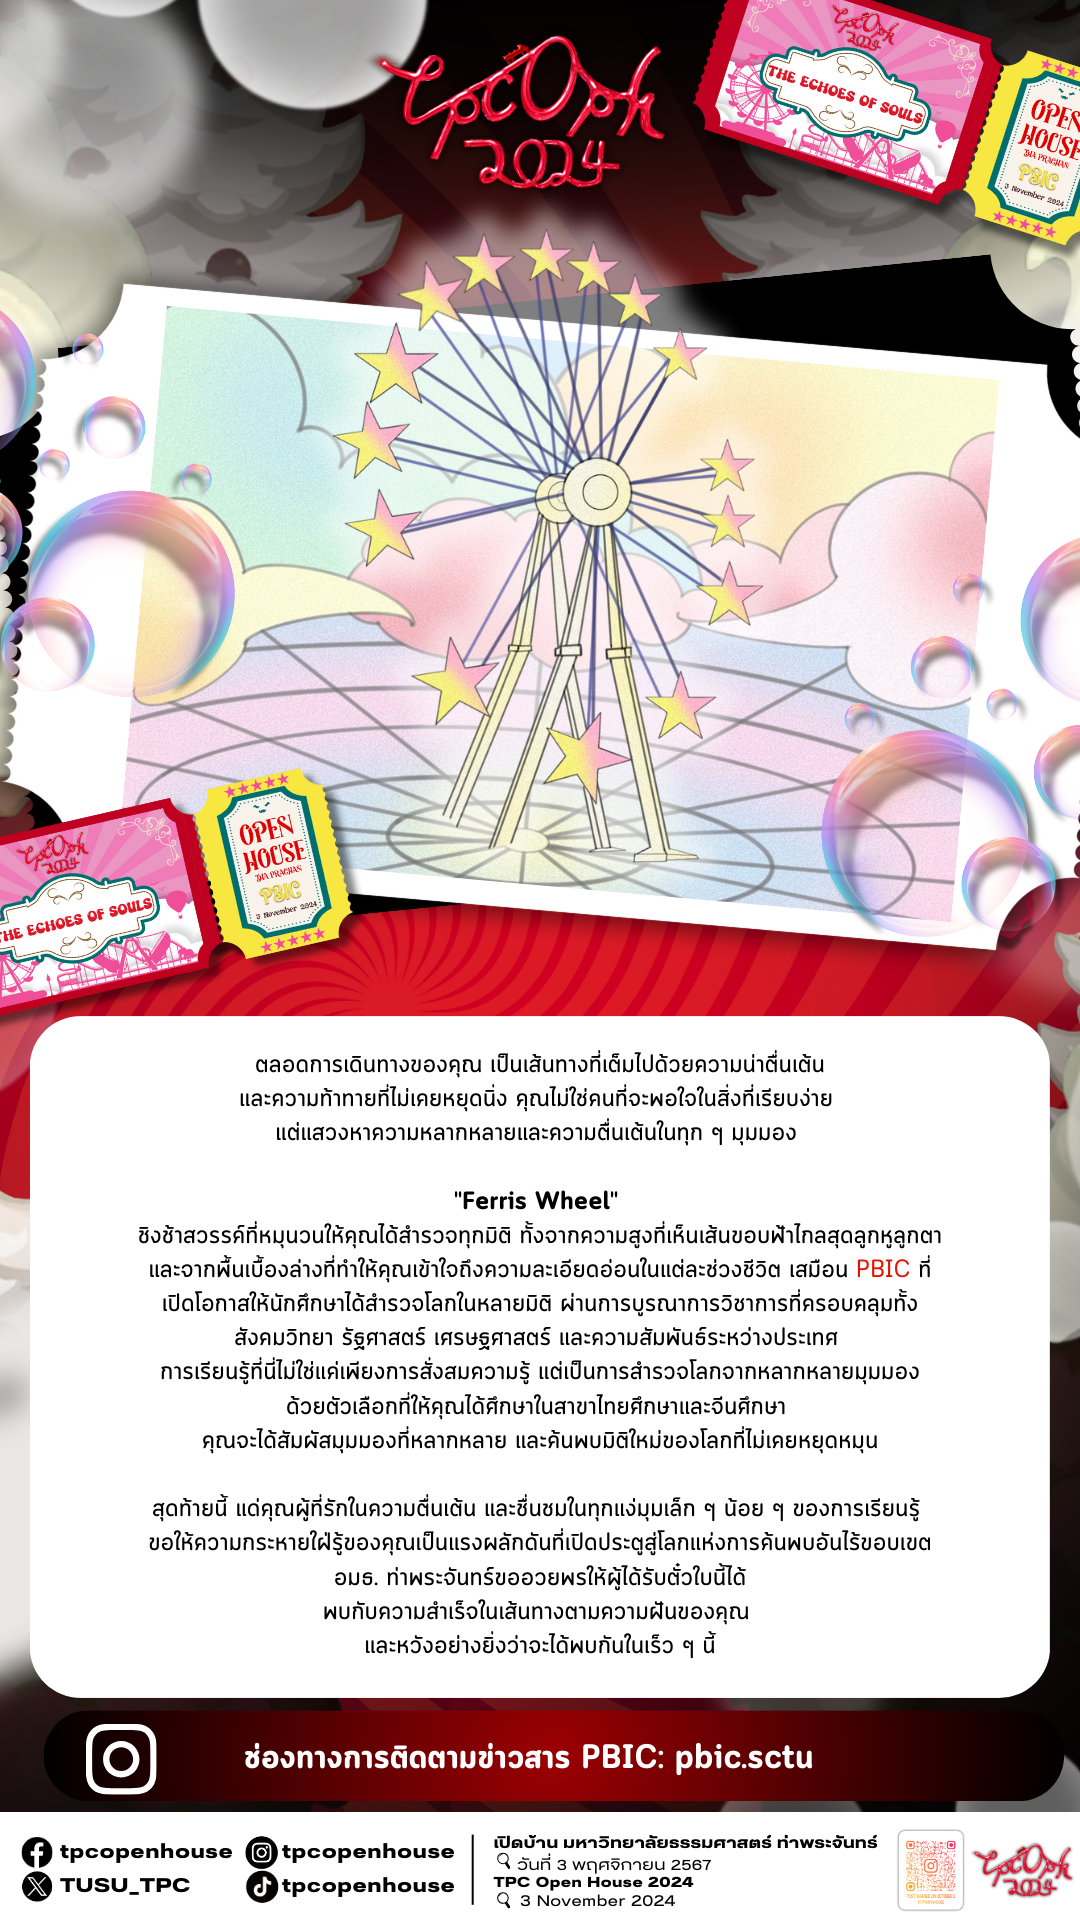 tpcOph
2024
tpcOph
2024
THE ECHOES OF SOULS
OPEN
HOUSE
THA PRACHAN
PBIC
3 November 2024
tpcOph
2024
THE ECHOES OF SOULS
OPEN
HOUSE
THA PRACHAN
PBIC
3 November 2024
ตลอดการเดินทางของคุณ เป็นเส้นทางที่เต็มไปด้วยความน่าตื่นเต้น
และความท้าทายที่ไม่เคยหยุดนิ่ง คุณไม่ใช่คนที่จะพอใจในสิ่งที่เรียบง่าย
แต่แสวงหาความหลากหลายและความตื่นเต้นในทุก ๆ มุมมอง
"Ferris Wheel"
ชิงช้าสวรรค์ที่หมุนวนให้คุณได้สำรวจทุกมิติ ทั้งจากความสูงที่เห็นเส้นขอบฟ้าไกลสุดลูกหูลูกตา
และจากพื้นเบื้องล่างที่ทำให้คุณเข้าใจถึงความละเอียดอ่อนในแต่ละช่วงชีวิต เสมือน PBIC ที่
เปิดโอกาสให้นักศึกษาได้สำรวจโลกในหลายมิติ ผ่านการบูรณาการวิชาการที่ครอบคลุมทั้ง
สังคมวิทยา รัฐศาสตร์ เศรษฐศาสตร์ และความสัมพันธ์ระหว่างประเทศ
การเรียนรู้ที่นี่ไม่ใช่แค่เพียงการสั่งสมความรู้ แต่เป็นการสำรวจโลกจากหลากหลายมุมมอง
ด้วยตัวเลือกที่ให้คุณได้ศึกษาในสาขาไทยศึกษาและจีนศึกษา
คุณจะได้สัมผัสมุมมองที่หลากหลาย และค้นพบมิติใหม่ของโลกที่ไม่เคยหยุดหมุน
สุดท้ายนี้ แด่คุณผู้ที่รักในความตื่นเต้น และชื่นชมในทุกแง่มุมเล็ก ๆ น้อย ๆ ของการเรียนรู้
ขอให้ความกระหายใฝ่รู้ของคุณเป็นแรงผลักดันที่เปิดประตูสู่โลกแห่งการค้นพบอันไร้ขอบเขต
อมธ. ท่าพระจันทร์ขออวยพรให้ผู้ได้รับตั๋วใบนี้ได้
พบกับความสำเร็จในเส้นทางตามความฝันของคุณ
และหวังอย่างยิ่งว่าจะได้พบกันในเร็ว ๆ นี้
ช่องทางการติดตามข่าวสาร PBIC: pbic.sctu
tpcopenhouse
tpcopenhouse
TUSU_TPC
tpcopenhouse
เปิดบ้าน มหาวิทยาลัยธรรมศาสตร์ ท่าพระจันทร์
วันที่ 3 พฤศจิกายน 2567
TPC Open House 2024
3 November 2024
tpcOph
2024